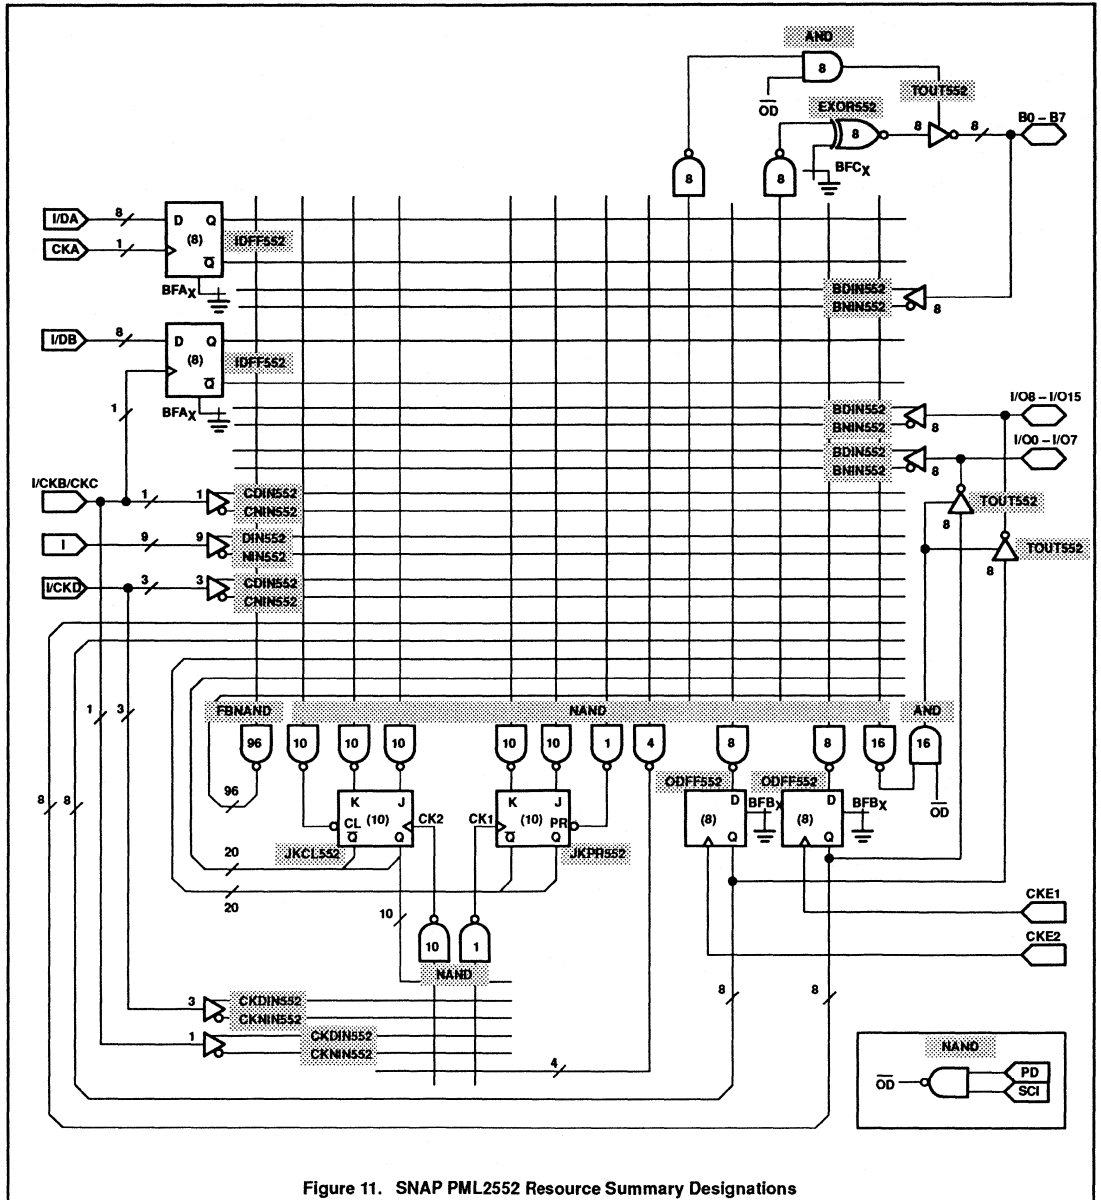 AND
8
OD
TOUT552
EXOR552
8
8
8
B0 – B7
BFCX
8
8
I/DA
8
D Q
(8)
IDFF552
CKA
1
Q
BFAX
BDIN552
BNIN552
8
I/DB
8
D Q
(8)
IDFF552
Q
1
BFAX
I/O8 – I/O15
BDIN552
BNIN552
8
I/O0 – I/O7
BDIN552
BNIN552
8
I/CKB/CKC
1
1
CDIN552
CNIN552
TOUT552
8
I
9
9
DIN552
NIN552
TOUT552
8
I/CKD
3
3
CDIN552
CNIN552
1
3
FBNAND
NAND
AND
96
10
10
10
10
10
1
4
8
8
16
16
96
ODFF552
ODFF552
8
8
K J
CL (10)
Q Q
CK2
CK1
K J
(10) PR
Q Q
D
(8)
Q
BFBX
D
(8)
Q
BFBX
OD
JKCL552
JKPR552
20
20
10
CKE1
CKE2
10
1
NAND
8
8
3
CKDIN552
CKNIN552
1
CKDIN552
CKNIN552
4
NAND
OD
PD
SCI
Figure 11. SNAP PML2552 Resource Summary Designations